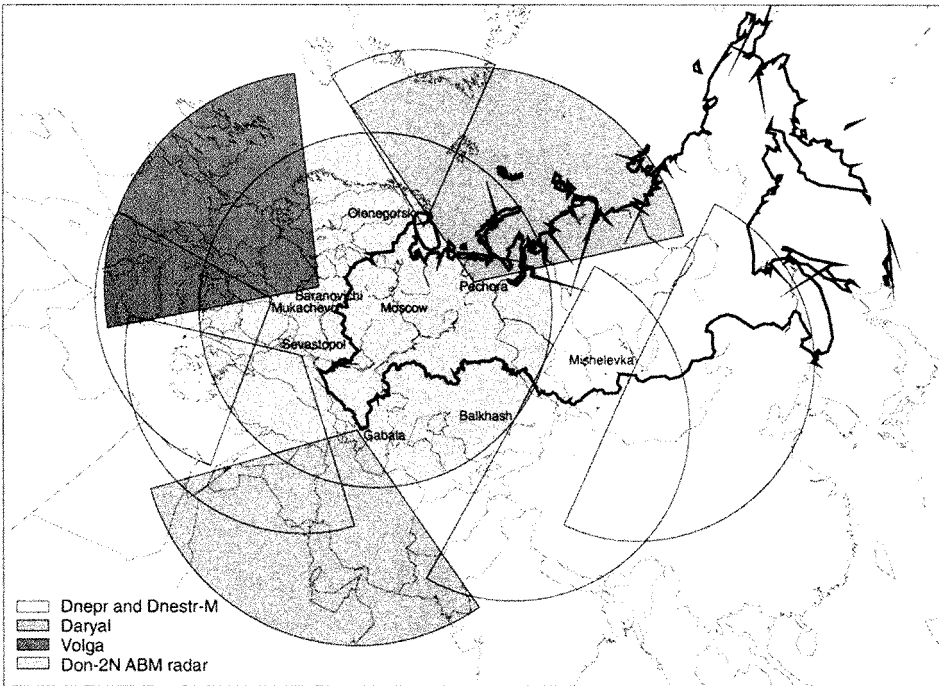 Olenegorsk
Pechora
Baranovichi
Mukachevo
Moscow
Sevastopol
Mishelevka
Balkhash
Gabala
Dnepr and Dnestr-M
Daryal
Volga
Don-2N ABM radar